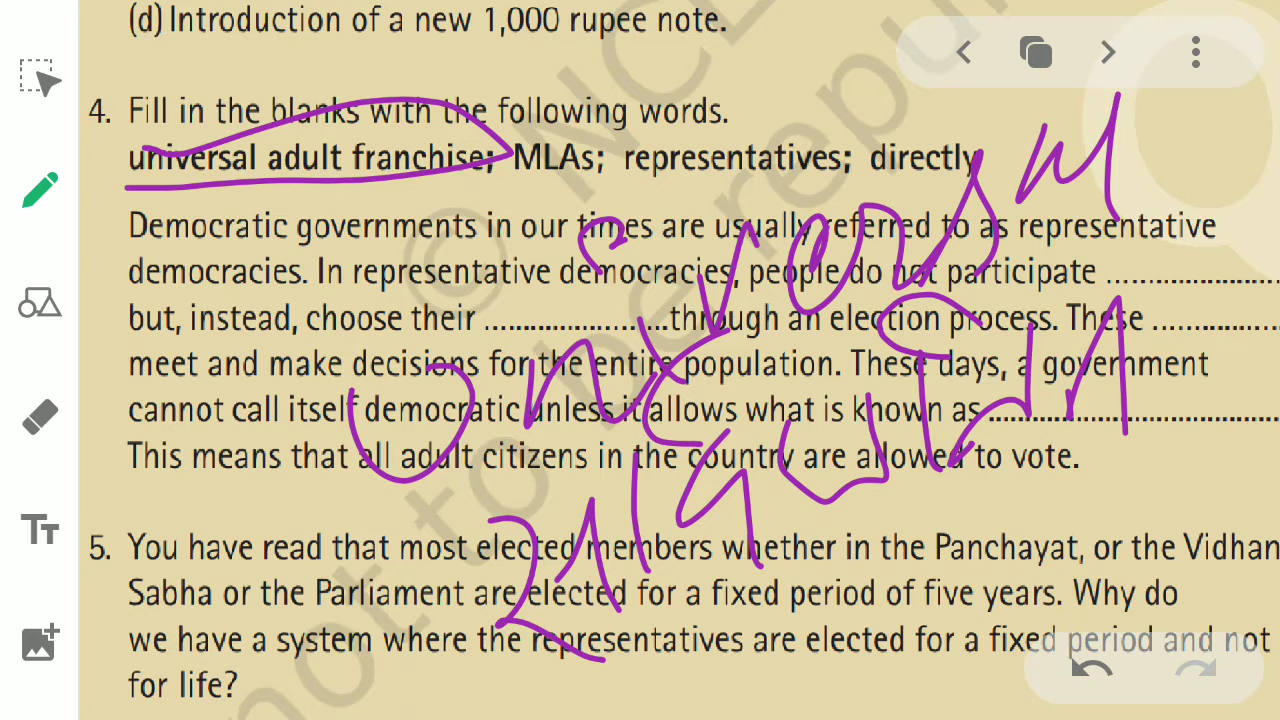 (d) Introduction of a new 1,000 rupee note.
4. Fill in the blanks with the following words.
universal adult franchise; MLAs; representatives; directly
Democratic governments in our times are usually referred to as representative
democracies. In representative democracies, people do not participate ........................
but, instead, choose their .........................through an election process. These ..................
meet and make decisions for the entire population. These days, a government
cannot call itself democratic unless it allows what is known as ........................................
This means that all adult citizens in the country are allowed to vote.
5. You have read that most elected members whether in the Panchayat, or the Vidhan
Sabha or the Parliament are elected for a fixed period of five years. Why do
we have a system where the representatives are elected for a fixed period and not
for life?
© NCE
not to be repu